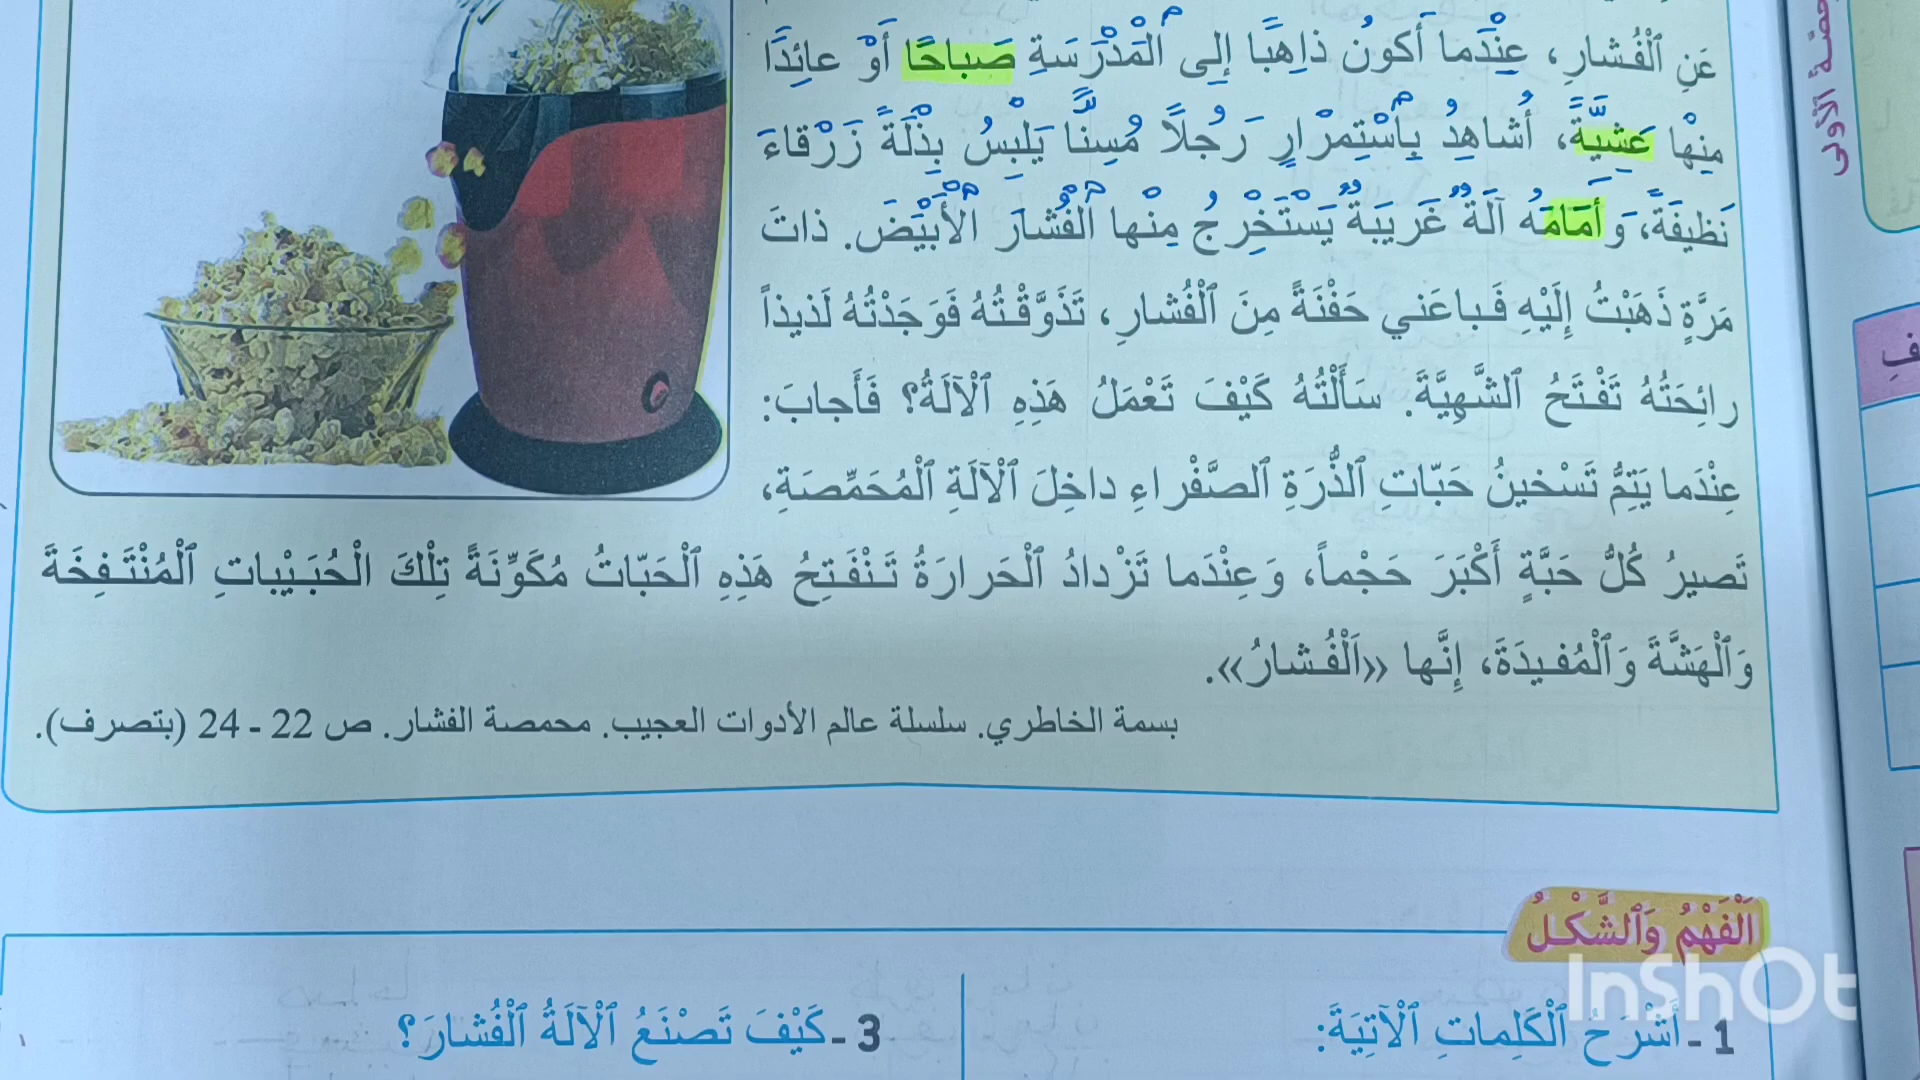 عَنِ ٱلْفُشارِ، عِنْدَما أَكونُ ذاهِبًا إِلى ٱلْمَدْرَسَةِ صَباحًا أَوْ عائِدًا
مِنْها عَشِيَّةً، أُشاهِدُ بِٱسْتِمْرارٍ رَجُلًا مُسِنًّا يَلْبِسُ بِذْلَةً زَرْقاءَ
نَظيفَةً، وَأَمَامَهُ آلَةٌ غَريبَةٌ يَسْتَخْرِجُ مِنْها ٱلْفُشارَ ٱلْأَبْيَضَ. ذاتَ
مَرَّةٍ ذَهَبْتُ إِلَيْهِ فَباعَني حَفْنَةً مِنَ ٱلْفُشارِ، تَذَوَّقْتُهُ فَوَجَدْتُهُ لَذيذاً
رائِحَتُهُ تَفْتَحُ ٱلشَّهِيَّةَ. سَأَلْتُهُ كَيْفَ تَعْمَلُ هَذِهِ ٱلْآلَةُ؟ فَأَجابَ:
عِنْدَما يَتِمُّ تَسْخينُ حَبّاتِ ٱلذُّرَةِ ٱلصَّفْراءِ داخِلَ ٱلْآلَةِ ٱلْمُحَمِّصَةِ،
تَصيرُ كُلُّ حَبَّةٍ أَكْبَرَ حَجْماً، وَعِنْدَما تَزْدادُ ٱلْحَرارَةُ تَنْفَتِحُ هَذِهِ ٱلْحَبّاتُ مُكَوِّنَةً تِلْكَ الْحُبَيْباتِ ٱلْمُنْتَفِخَةَ
وَٱلْهَشَّةَ وَٱلْمُفيدَةَ، إِنَّها «اَلْفُشارُ».
بسمة الخاطري. سلسلة عالم الأدوات العجيب. محمصة الفشار. ص 22 - 24 (بتصرف).
اَلْفَهْمُ وَٱلشَّكْلُ
1 - أَشْرَحُ ٱلْكَلِماتِ ٱلْآتِيَةَ:
3 - كَيْفَ تَصْنَعُ ٱلْآلَةُ ٱلْفُشارَ؟
InShOt